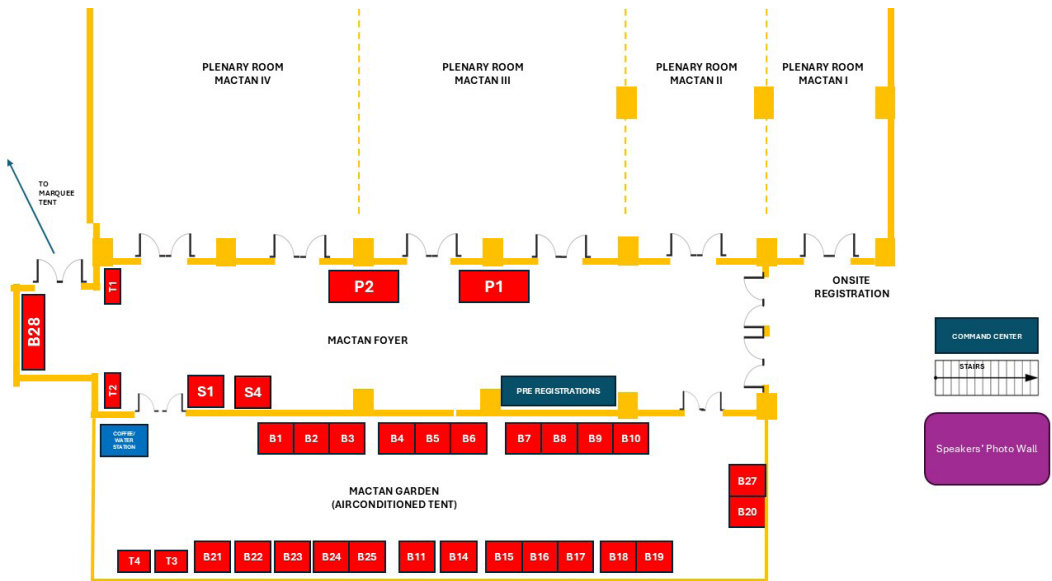 PLENARY ROOM
MACTAN IV
PLENARY ROOM
MACTAN III
PLENARY ROOM
MACTAN II
PLENARY ROOM
MACTAN I
TO
MARQUEE
TENT
T1
P2
P1
ONSITE
REGISTRATION
B28
MACTAN FOYER
COMMAND CENTER
STAIRS
T2
S1
S4
PRE REGISTRATIONS
COFFEE/
WATER
STATION
B1
B2
B3
B4
B5
B6
B7
B8
B9
B10
Speakers' Photo Wall
MACTAN GARDEN
(AIRCONDITIONED TENT)
B27
B20
T4
T3
B21
B22
B23
B24
B25
B11
B14
B15
B16
B17
B18
B19